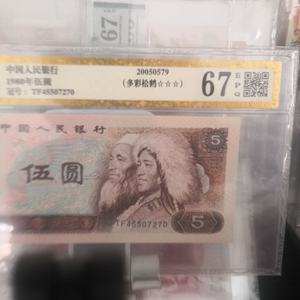 中国人民银行
1980年伍圆
冠号：TF45507270
20050579
(多彩松鹤☆☆☆)
67 EPQ
中国人民银行
5
伍圆
TF45507270
5